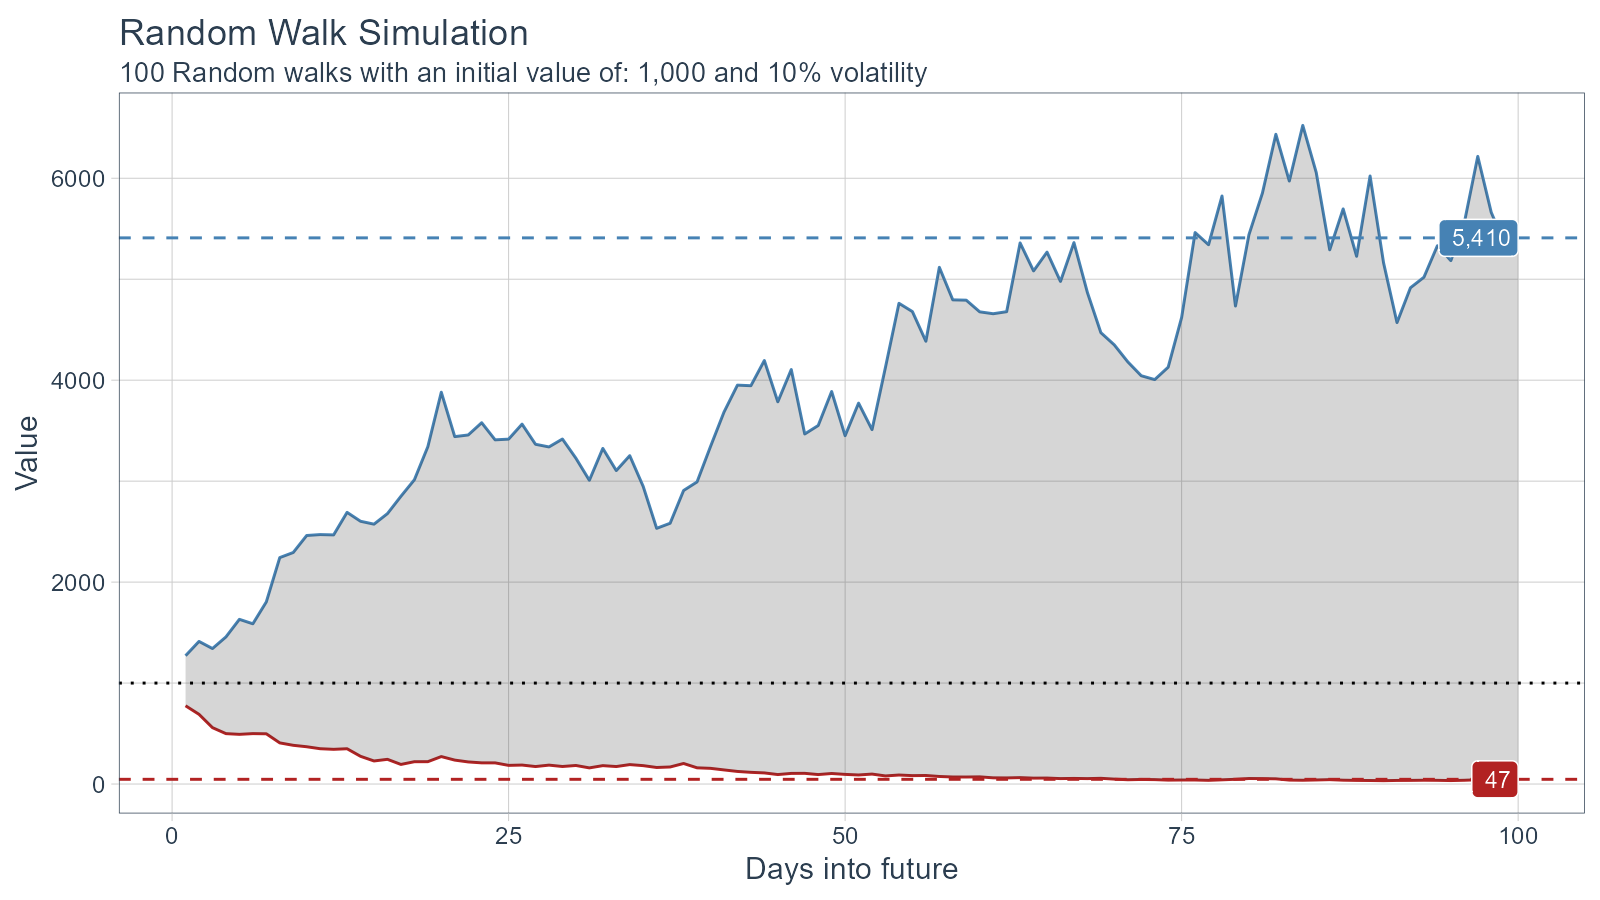 Random Walk Simulation
100 Random walks with an initial value of: 1,000 and 10% volatility
Value
6000
4000
2000
0
5,410
47
0
25
50
75
100
Days into future